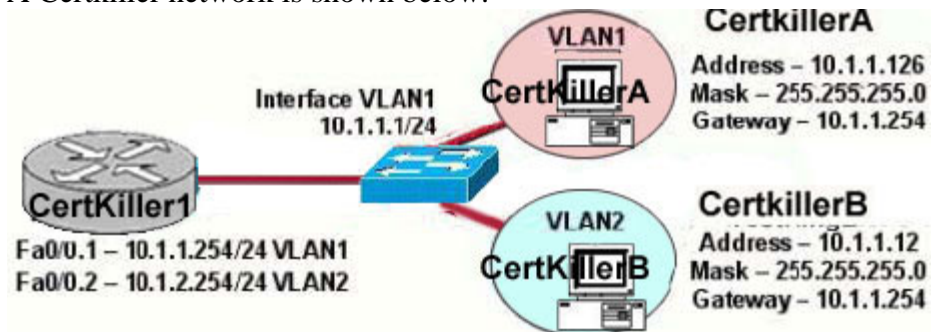 A Certkiller network is shown below:
CertkillerA
VLAN1
Address – 10.1.1.126
Mask – 255.255.255.0
Gateway – 10.1.1.254
CertKillerA
Interface VLAN1
10.1.1.1/24
CertKiller1
Fa0/0.1 – 10.1.1.254/24 VLAN1
Fa0/0.2 – 10.1.2.254/24 VLAN2
VLAN2
CertKillerB
CertkillerB
Address – 10.1.1.12
Mask – 255.255.255.0
Gateway – 10.1.1.254